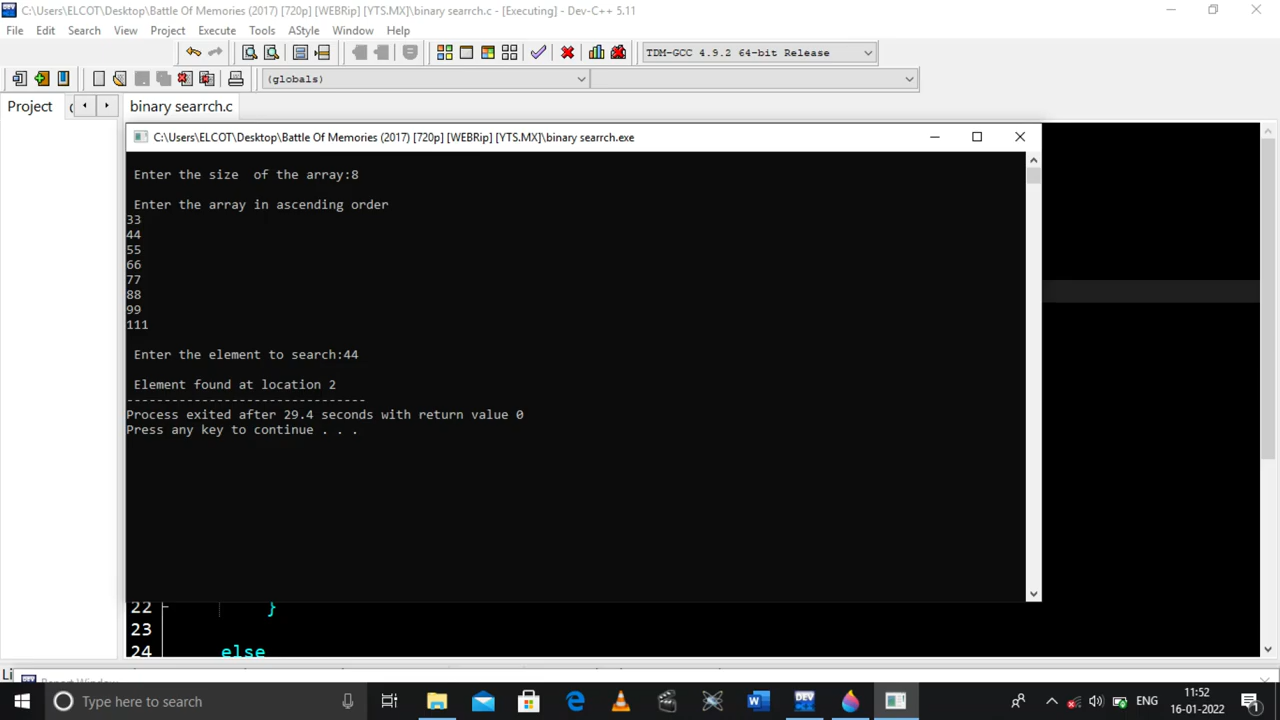 C:\Users\ELCOT\Desktop\Battle Of Memories (2017) [720p] [WEBRip] [YTS.MX]\binary searrch.c - [Executing] - Dev-C++ 5.11
File Edit Search View Project Execute Tools AStyle Window Help
TDM-GCC 4.9.2 64-bit Release
(globals)
Project
binary searrch.c
C:\Users\ELCOT\Desktop\Battle Of Memories (2017) [720p] [WEBRip] [YTS.MX]\binary searrch.exe
Enter the size  of the array:8
Enter the array in ascending order
33
44
55
66
77
88
99
111
Enter the element to search:44
Element found at location 2
--------------------------------
Process exited after 29.4 seconds with return value 0
Press any key to continue . . .
22 }
23
24 else
Type here to search
ENG
11:52
16-01-2022